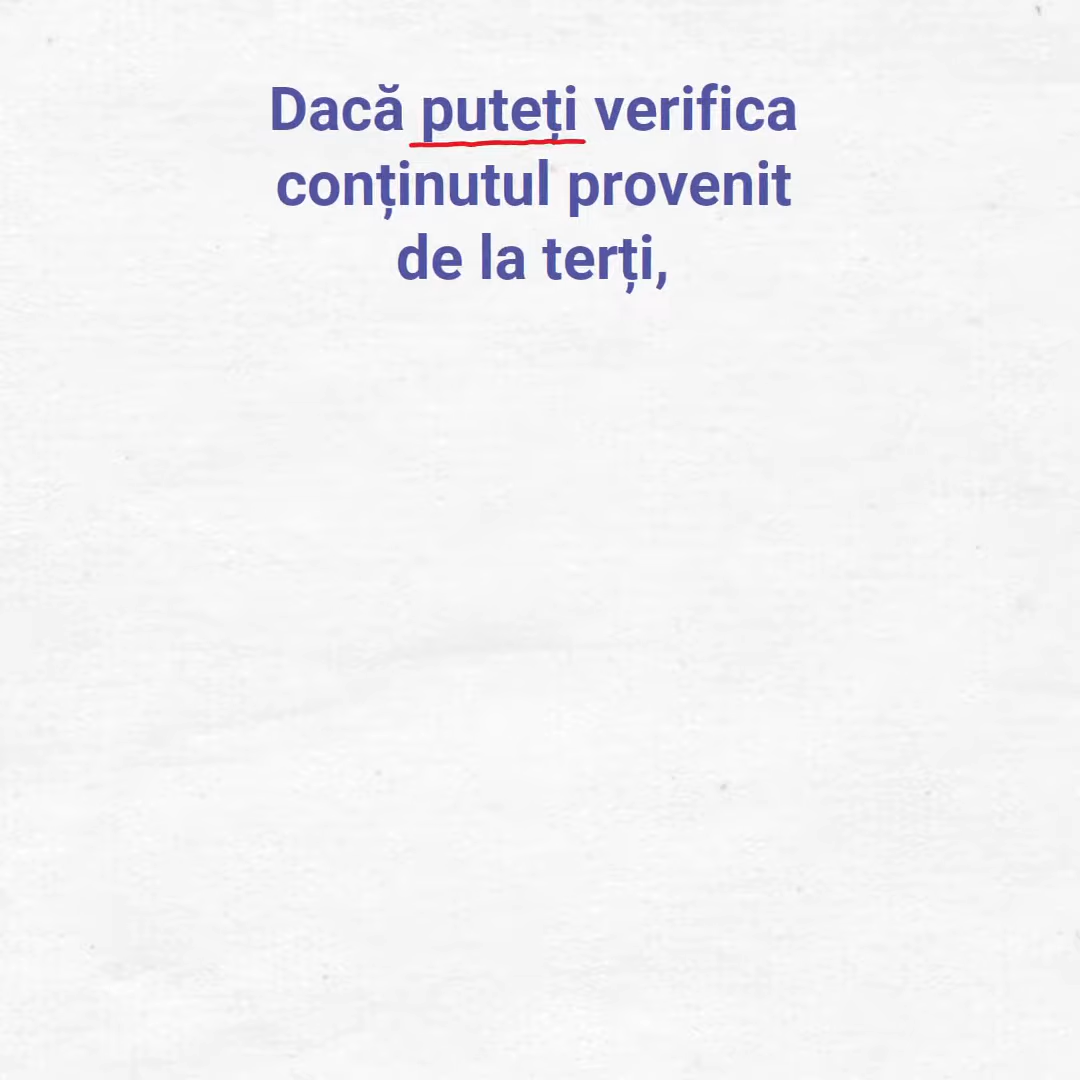 Dacă puteți verifica
conținutul provenit
de la terți,